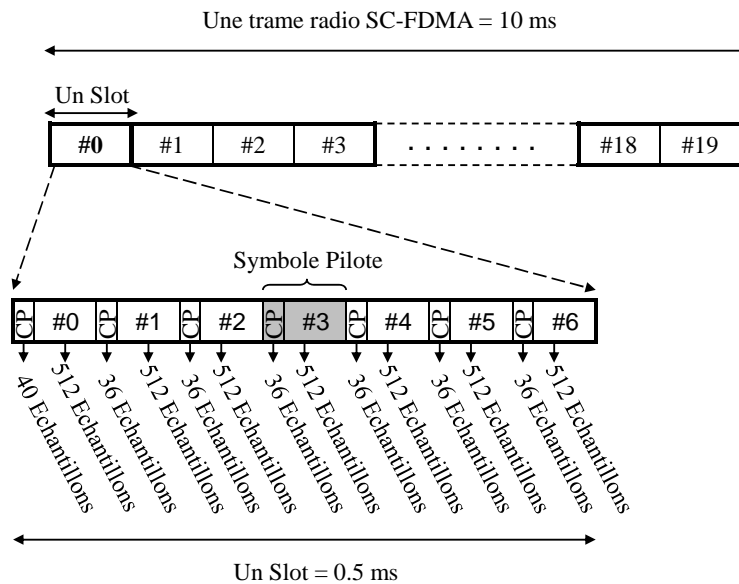 Une trame radio SC-FDMA = 10 ms
Un Slot
#0 #1 #2 #3 . . . . . . . . #18 #19
Symbole Pilote
CP #0 CP #1 CP #2 CP #3 CP #4 CP #5 CP #6
40 Echantillons
512 Echantillons
36 Echantillons
512 Echantillons
36 Echantillons
512 Echantillons
36 Echantillons
512 Echantillons
36 Echantillons
512 Echantillons
36 Echantillons
512 Echantillons
36 Echantillons
512 Echantillons
Un Slot = 0.5 ms